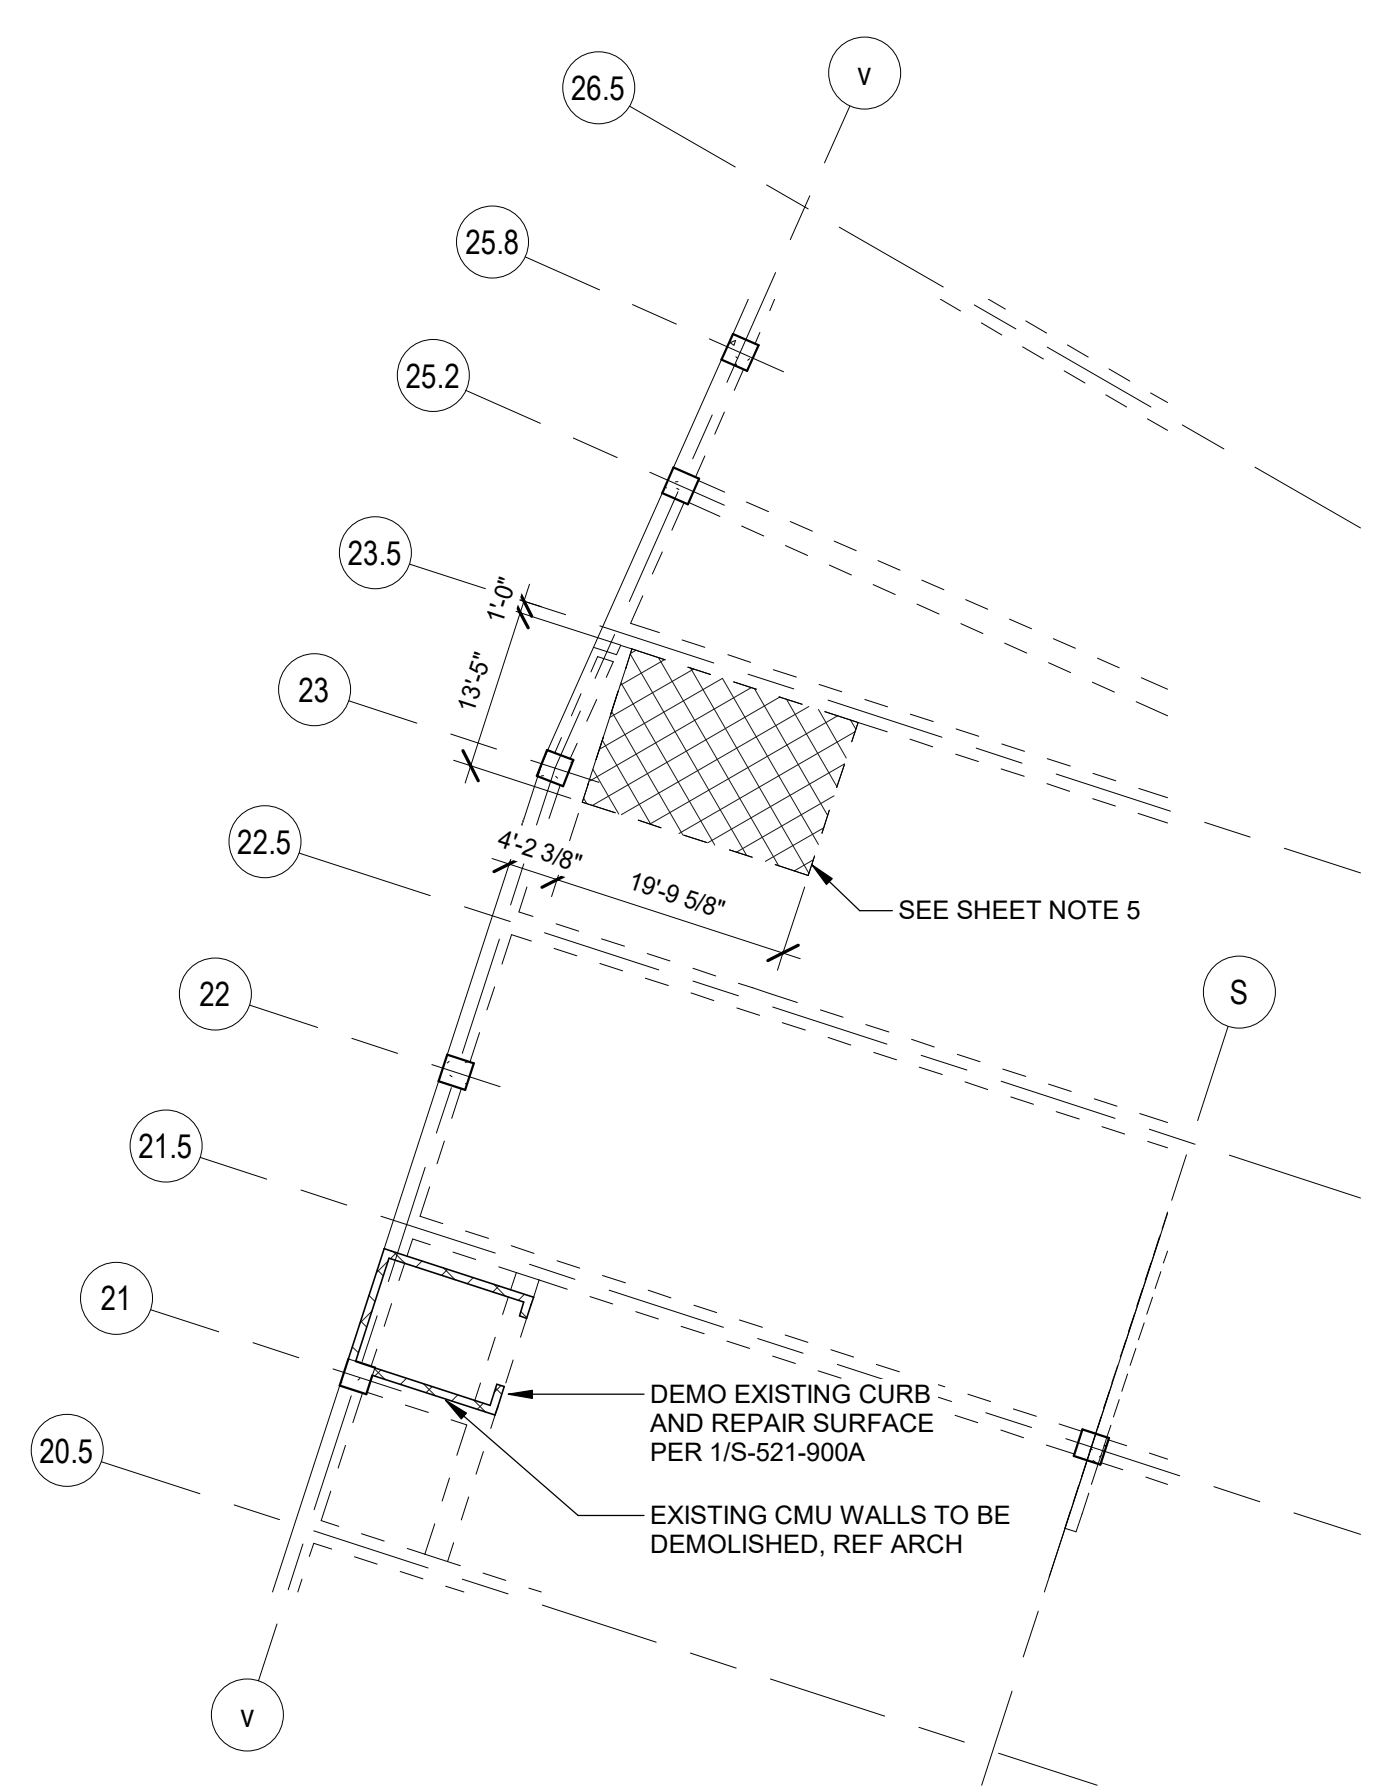 v
26.5
25.8
25.2
23.5
1'-0"
13'-5"
23
22.5
4'-2 3/8"
19'-9 5/8"
SEE SHEET NOTE 5
22
S
21.5
21
DEMO EXISTING CURB
AND REPAIR SURFACE
PER 1/S-521-900A
20.5
EXISTING CMU WALLS TO BE
DEMOLISHED, REF ARCH
v